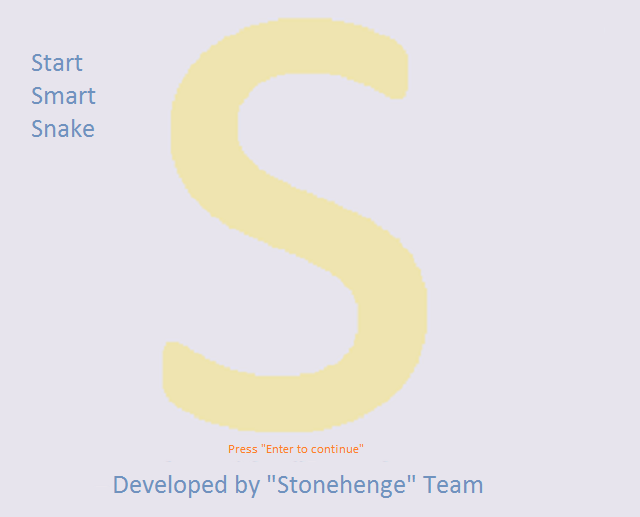 Start
Smart
Snake
S
Press "Enter to continue"
Developed by "Stonehenge" Team